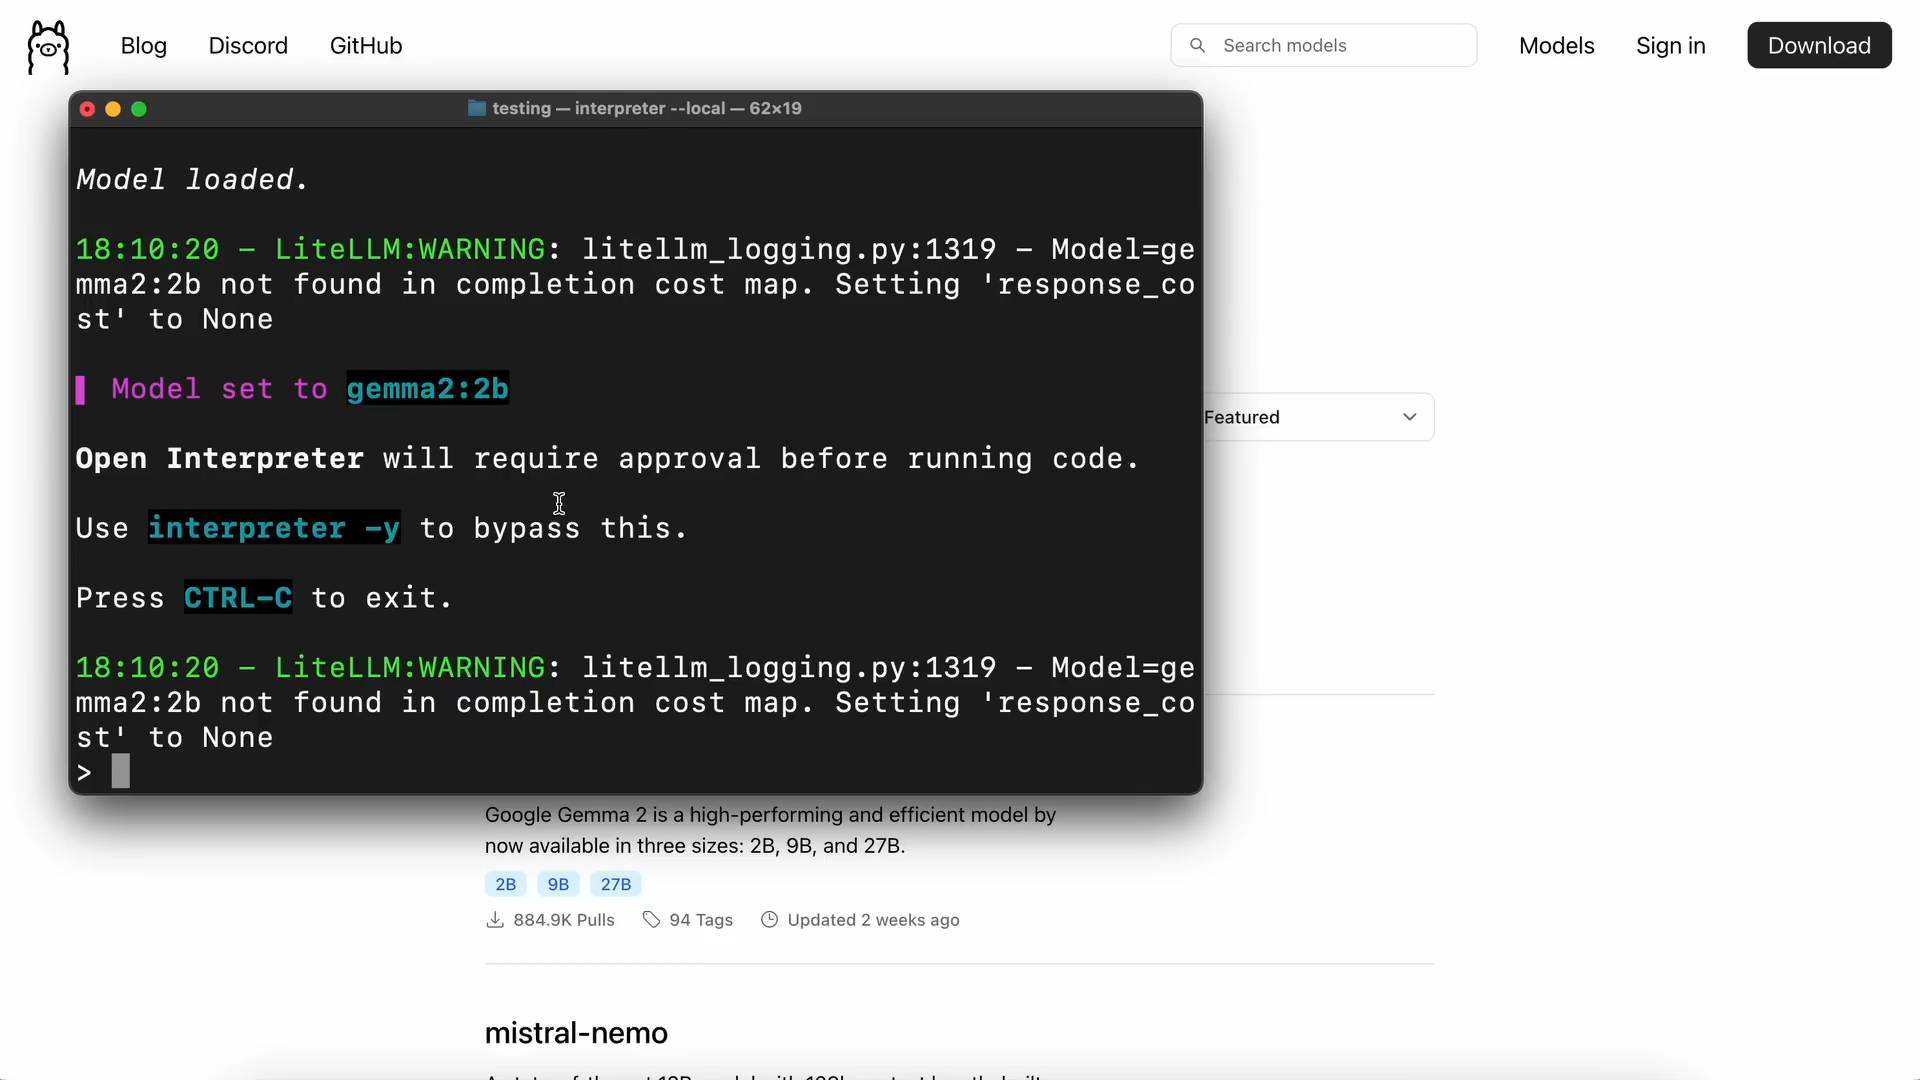 Blog Discord GitHub Search models Models Sign in Download
testing — interpreter --local — 62×19
Model loaded.
18:10:20 - LiteLLM:WARNING: litellm_logging.py:1319 - Model=ge
mma2:2b not found in completion cost map. Setting 'response_co
st' to None
Model set to gemma2:2b
Featured
Open Interpreter will require approval before running code.
Use interpreter -y to bypass this.
Press CTRL-C to exit.
18:10:20 - LiteLLM:WARNING: litellm_logging.py:1319 - Model=ge
mma2:2b not found in completion cost map. Setting 'response_co
st' to None
>
Google Gemma 2 is a high-performing and efficient model by
now available in three sizes: 2B, 9B, and 27B.
2B 9B 27B
884.9K Pulls 94 Tags Updated 2 weeks ago
mistral-nemo